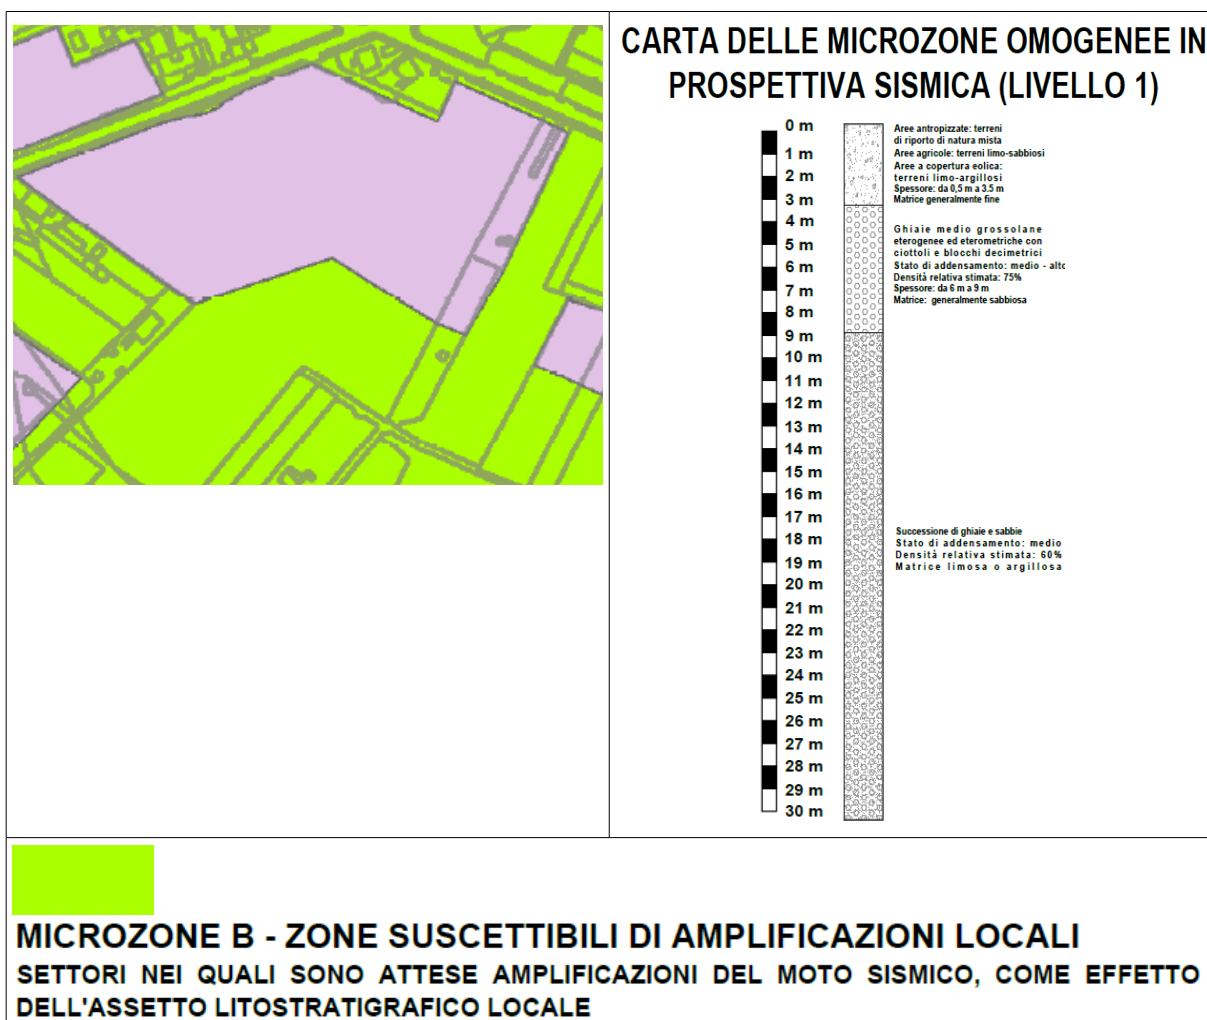 CARTA DELLE MICROZONE OMOGENEE IN
PROSPETTIVA SISMICA (LIVELLO 1)
0 m
1 m
2 m
3 m
4 m
5 m
6 m
7 m
8 m
9 m
10 m
11 m
12 m
13 m
14 m
15 m
16 m
17 m
18 m
19 m
20 m
21 m
22 m
23 m
24 m
25 m
26 m
27 m
28 m
29 m
30 m
Aree antropizzate: terreni
di riporto di natura mista
Aree agricole: terreni limo-sabbiosi
Aree a copertura eolica:
terreni limo-argillosi
Spessore: da 0,5 m a 3.5 m
Matrice generalmente fine
Ghiaie medio grossolane
eterogenee ed eterometriche con
ciottoli e blocchi decimetrici
Stato di addensamento: medio - alto
Densità relativa stimata: 75%
Spessore: da 6 m a 9 m
Matrice: generalmente sabbiosa
Successione di ghiaie e sabbie
Stato di addensamento: medio
Densità relativa stimata: 60%
Matrice limosa o argillosa
MICROZONE B - ZONE SUSCETTIBILI DI AMPLIFICAZIONI LOCALI
SETTORI NEI QUALI SONO ATTESE AMPLIFICAZIONI DEL MOTO SISMICO, COME EFFETTO
DELL'ASSETTO LITOSTRATIGRAFICO LOCALE